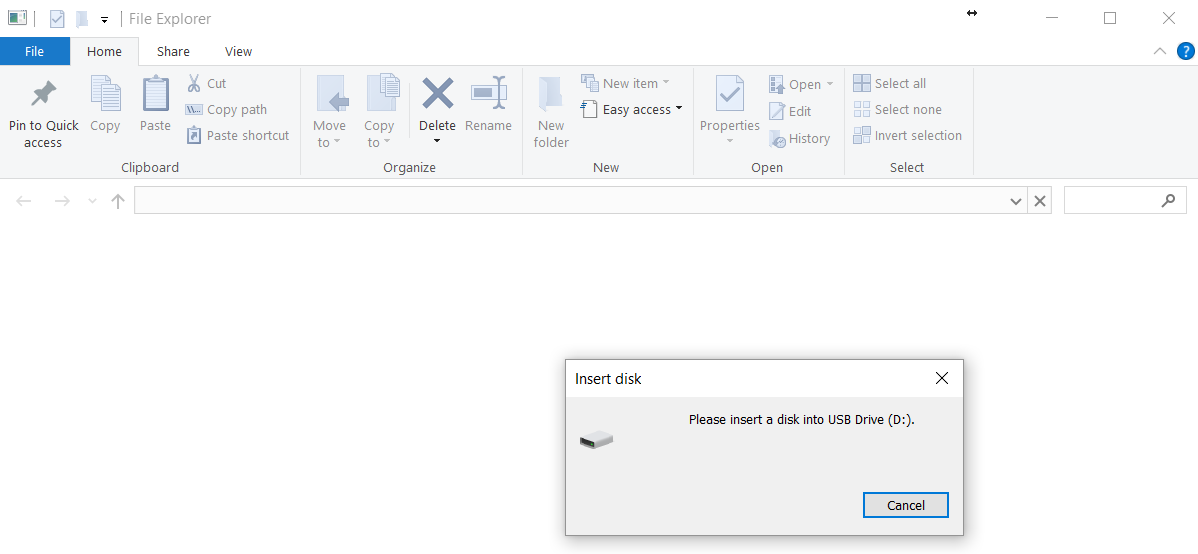 File Explorer
File Home Share View
?
Pin to Quick
access
Copy
Paste
Cut
W... Copy path
Paste shortcut
Clipboard
Move
to
Copy
to
Delete
Rename
Organize
New
folder
New item
Easy access
New
Properties
Open
Edit
History
Open
Select all
Select none
Invert selection
Select
Insert disk
Please insert a disk into USB Drive (D:).
Cancel